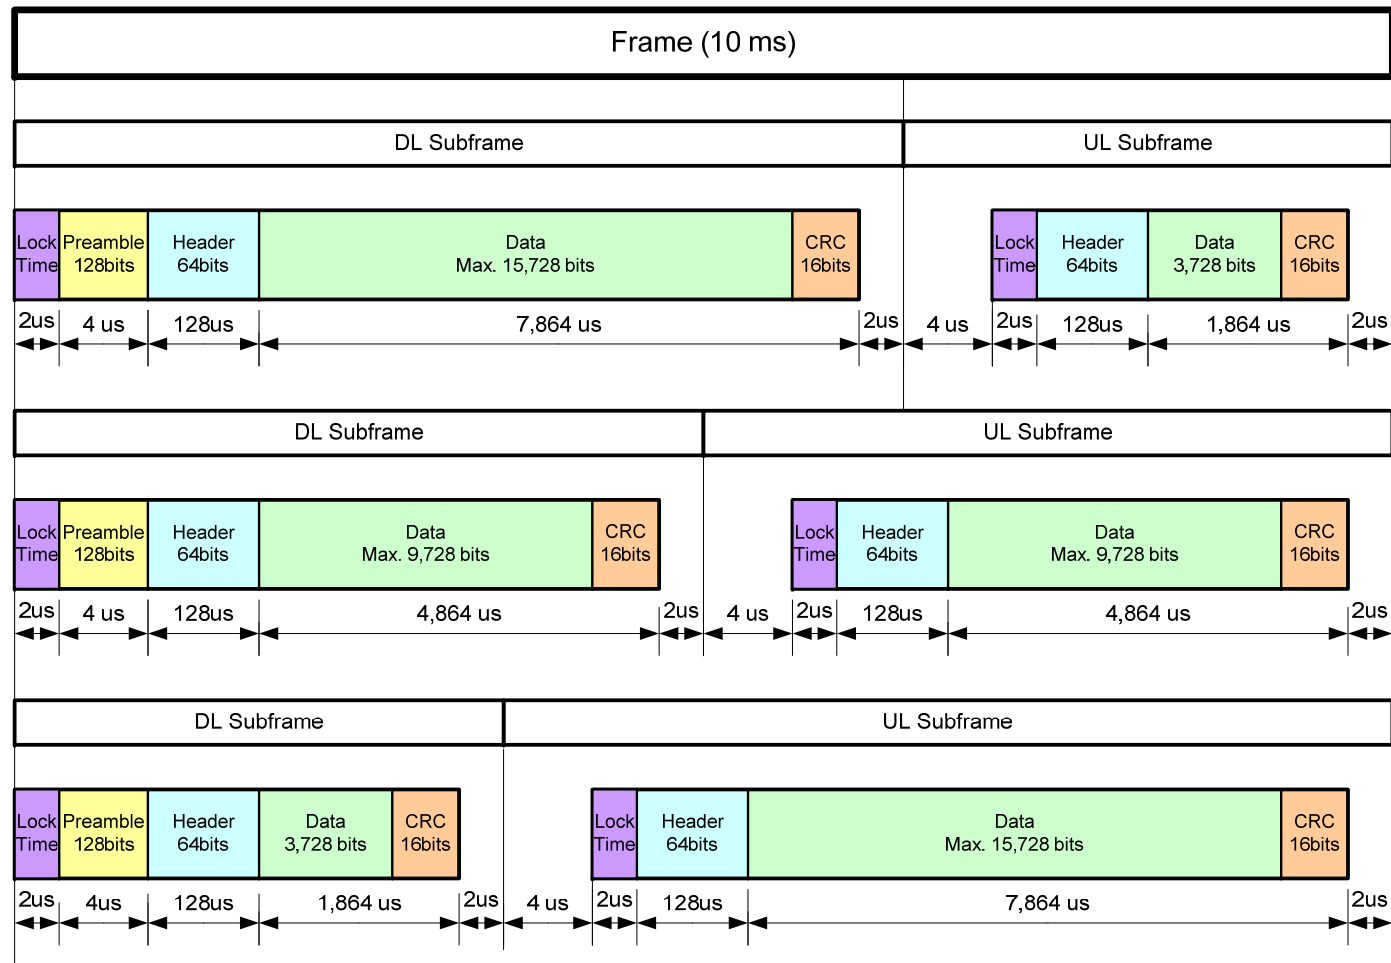 Frame (10 ms)
DL Subframe
UL Subframe
Lock
Time
Preamble
128bits
Header
64bits
Data
Max. 15,728 bits
CRC
16bits
Lock
Time
Header
64bits
Data
3,728 bits
CRC
16bits
2us
4 us
128us
7,864 us
2us
4 us
2us
128us
1,864 us
2us
DL Subframe
UL Subframe
Lock
Time
Preamble
128bits
Header
64bits
Data
Max. 9,728 bits
CRC
16bits
Lock
Time
Header
64bits
Data
Max. 9,728 bits
CRC
16bits
2us
4 us
128us
4,864 us
2us
4 us
2us
128us
4,864 us
2us
DL Subframe
UL Subframe
Lock
Time
Preamble
128bits
Header
64bits
Data
3,728 bits
CRC
16bits
Lock
Time
Header
64bits
Data
Max. 15,728 bits
CRC
16bits
2us
4us
128us
1,864 us
2us
4 us
2us
128us
7,864 us
2us